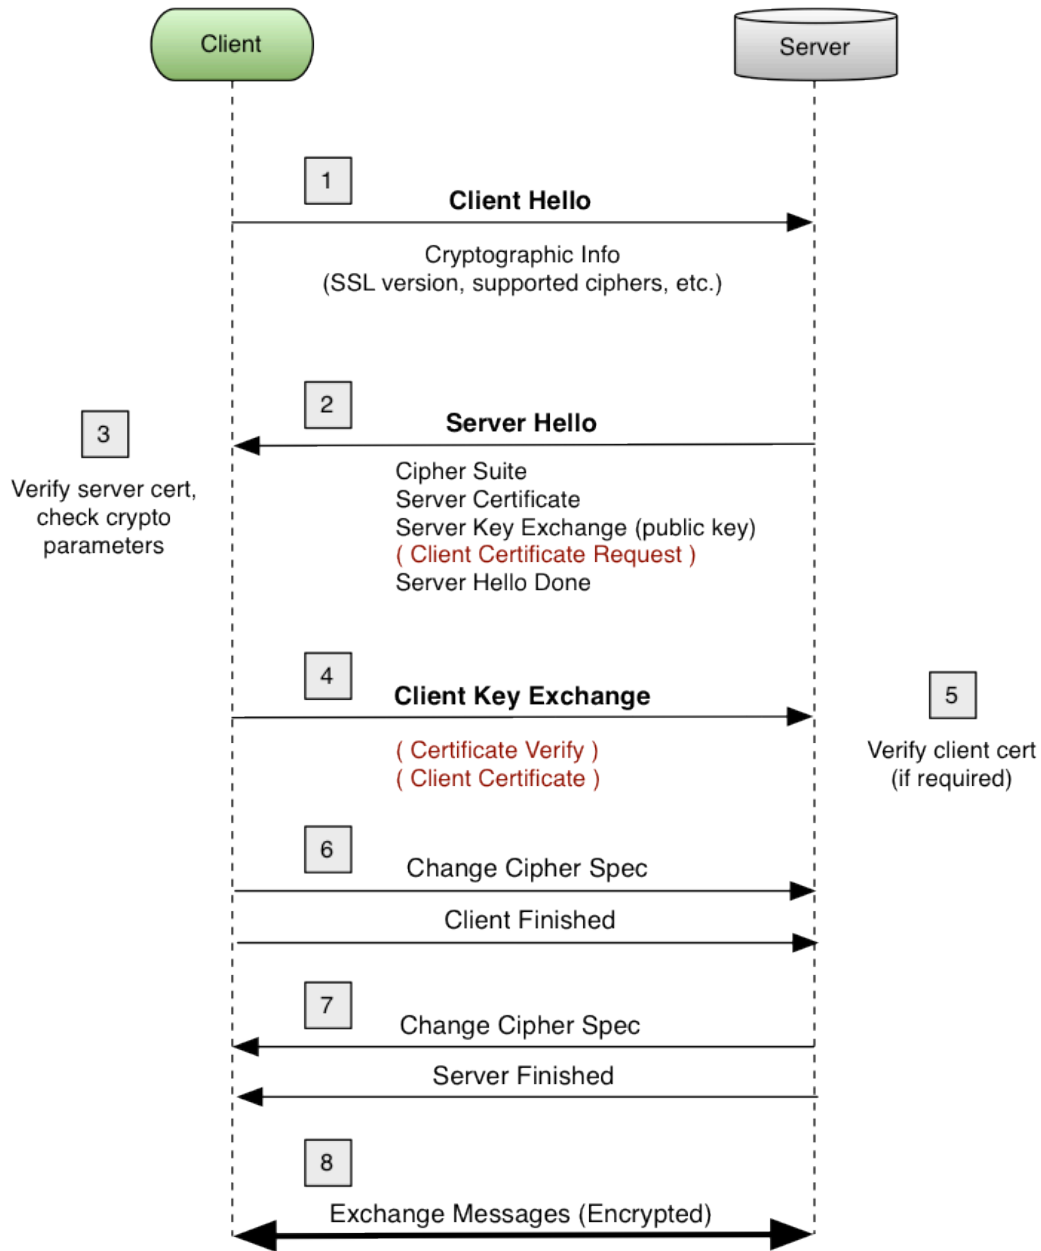 Client
Server
1
Client Hello
Cryptographic Info
(SSL version, supported ciphers, etc.)
2
Server Hello
3
Verify server cert,
check crypto
parameters
Cipher Suite
Server Certificate
Server Key Exchange (public key)
( Client Certificate Request )
Server Hello Done
4
Client Key Exchange
( Certificate Verify )
( Client Certificate )
5
Verify client cert
(if required)
6
Change Cipher Spec
Client Finished
7
Change Cipher Spec
Server Finished
8
Exchange Messages (Encrypted)